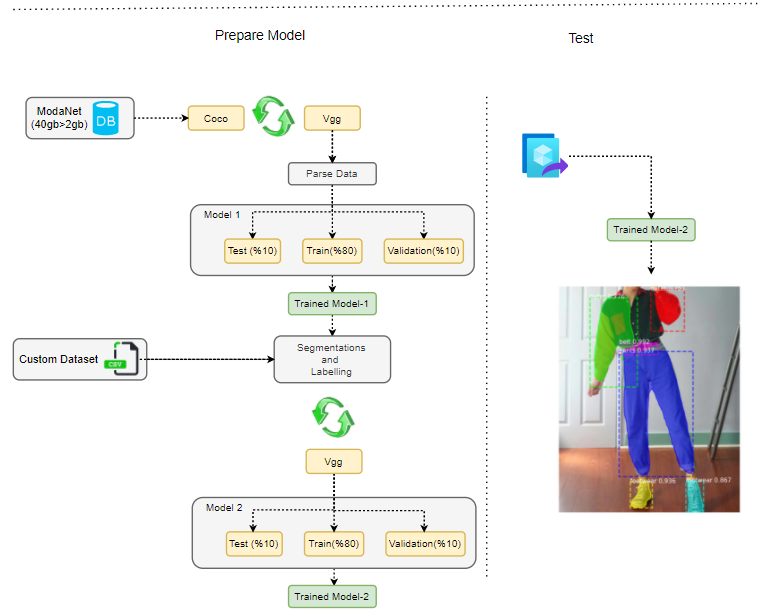 Prepare Model
Test
ModaNet
(40gb>2gb)
DB
Coco
Vgg
Parse Data
Model 1
Test (%10)
Train(%80)
Validation(%10)
Trained Model-1
Custom Dataset
CSV
Segmentations
and
Labelling
Vgg
Model 2
Test (%10)
Train(%80)
Validation(%10)
Trained Model-2
Trained Model-2
belt 0.992
0.937
footwear 0.936
footwear 0.867